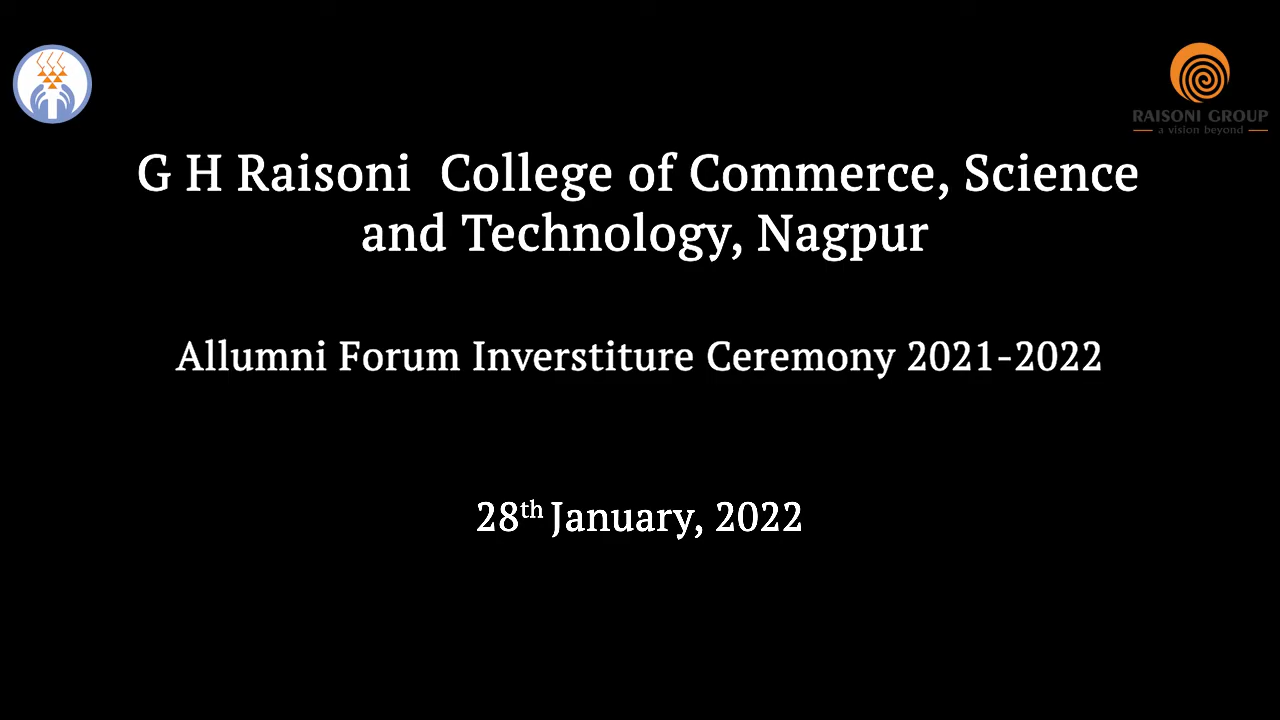 RAISONI GROUP
a vision beyond
G H Raisoni  College of Commerce, Science
and Technology, Nagpur
Allumni Forum Inverstiture Ceremony 2021-2022
28th January, 2022